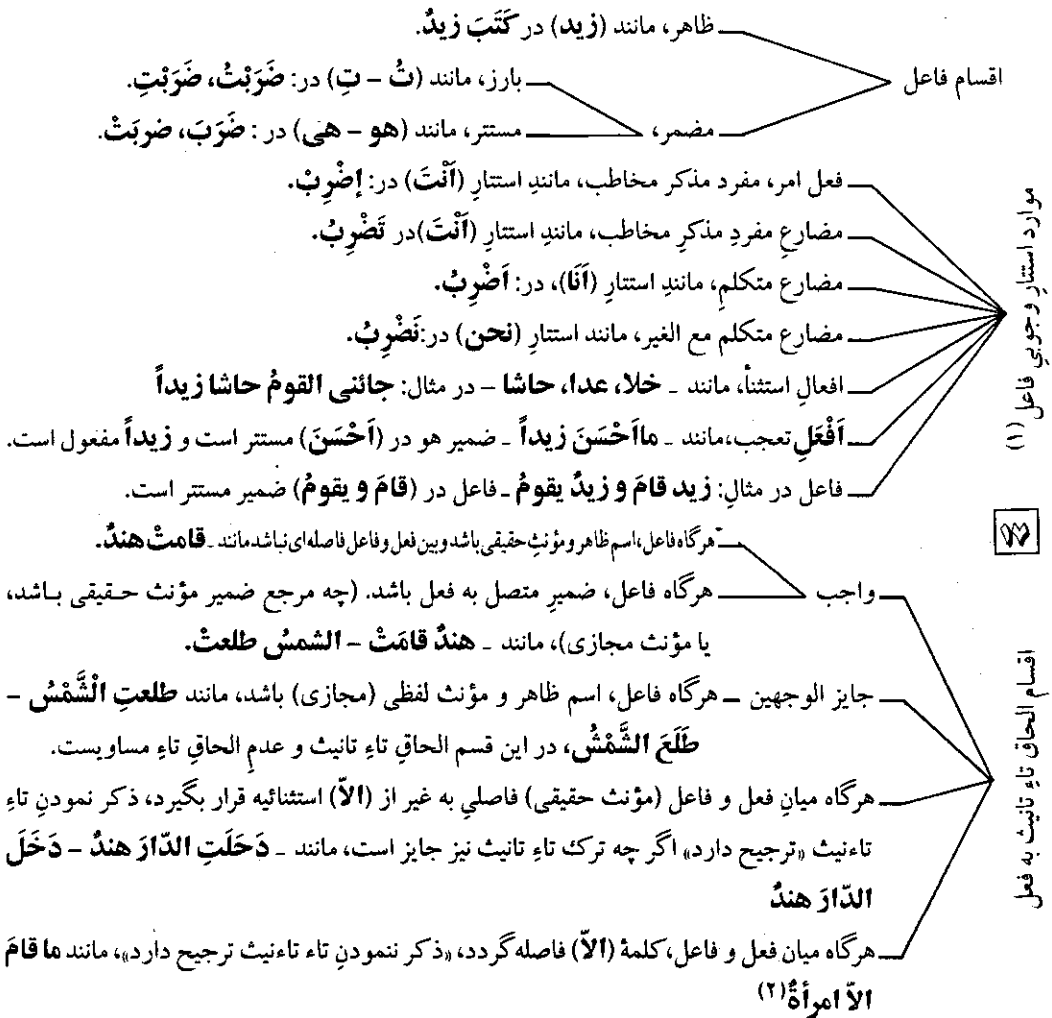 ظاهر، مانند (زید) در كَتَبَ زیدٌ.
اقسام فاعل
بارز، مانند (تُ – تِ) در: ضَرَبْتُ، ضَرَبْتِ.
مضمر،
مستتر، مانند (هو – هی) در : ضَرَبَ، ضربَتْ.
موارد استتارِ وجوبیِ فاعل (۱)
فعل امر، مفرد مذکر مخاطب، مانندِ استتارِ (اَنْتَ) در: إضْرِبْ.
مضارعِ مفردِ مذکرِ مخاطب، مانندِ استتارِ (اَنْتَ)در تَضْرِبُ.
مضارع متکلم، مانندِ استتارِ (اَنَا)، در: اَضْرِبُ.
مضارع متکلم مع الغیر، مانند استتارِ (نحن) در:نَضْرِبُ.
افعالِ استثنأ، مانند - خلا، عدا، حاشا – در مثال: جائنی القومُ حاشا زیداً
اَفْعَلِ تعجب،مانند - مااَحْسَنَ زیداً - ضمیر هو در (اَحْسَنَ) مستتر است و زیداً مفعول است.
فاعل در مثالِ: زید قامَ و زیدٌ یقومُ - فاعل در (قامَ و یقومُ) ضمیر مستتر است.
اقسام الحاق تاءِ تانیث به فعل
هرگاه فاعل،اسم ظاهر و مؤنثِ حقیقی باشد و بین فعل و فاعل فاصله‌ای نباشد مانند - قامتْ هندٌ.
واجب
هرگاه فاعل، ضمیرِ متصل به فعل باشد. (چه مرجع ضمیر مؤنث حـقیقی بـاشد،
یا مؤنث مجازی)، مانند - هندٌ قامَتْ – الشمسُ طلعتْ.
جایز الوجهین – هرگاه فاعل، اسم ظاهر و مؤنث لفظی (مجازی) باشد، مانند طلعتِ الْشَّمْسُ –
طَلَعَ الشَّمْسُ، در این قسم الحاقِ تاءِ تانیث و عدمِ الحاقِ تاءِ مساویست.
هرگاه میانِ فعل و فاعل (مؤنث حقیقی) فاصلیِ به غیر از (الاّ) استثنائیه قرار بگیرد، ذکر نمودنِ تاءِ
تاءنیث «ترجیح دارد» اگر چه ترک تاءِ تانیث نیز جایز است، مانند - دَخَلَتِ الدّارَ هندٌ – دَخَلَ
الدّارَ هندٌ
هرگاه میان فعل و فاعل،کلمهٔ (الاّ) فاصله گردد، «ذکر ننمودنِ تاء تاءنیث ترجیح دارد»، مانند ما قامَ
الاّ امرأةٌ(۲)